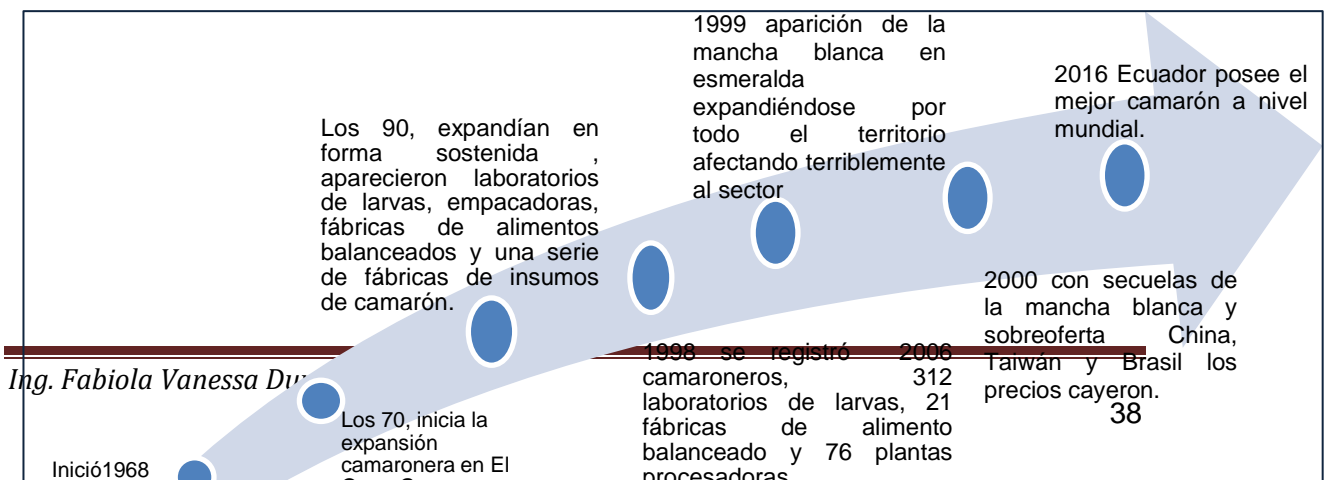 1999 aparición de la
mancha blanca en
esmeralda
expandiéndose por
todo el territorio
afectando terriblemente
al sector
2016 Ecuador posee el
mejor camarón a nivel
mundial.
Los 90, expandían en
forma sostenida ,
aparecieron laboratorios
de larvas, empacadoras,
fábricas de alimentos
balanceados y una serie
de fábricas de insumos
de camarón.
2000 con secuelas de
la mancha blanca y
sobreoferta China,
Taiwán y Brasil los
precios cayeron.
1998 se registró 2006
camaroneros, 312
laboratorios de larvas, 21
fábricas de alimento
balanceado y 76 plantas
procesadoras
Ing. Fabiola Vanessa
38
Los 70, inicia la
expansión
camaronera en El
Inició1968